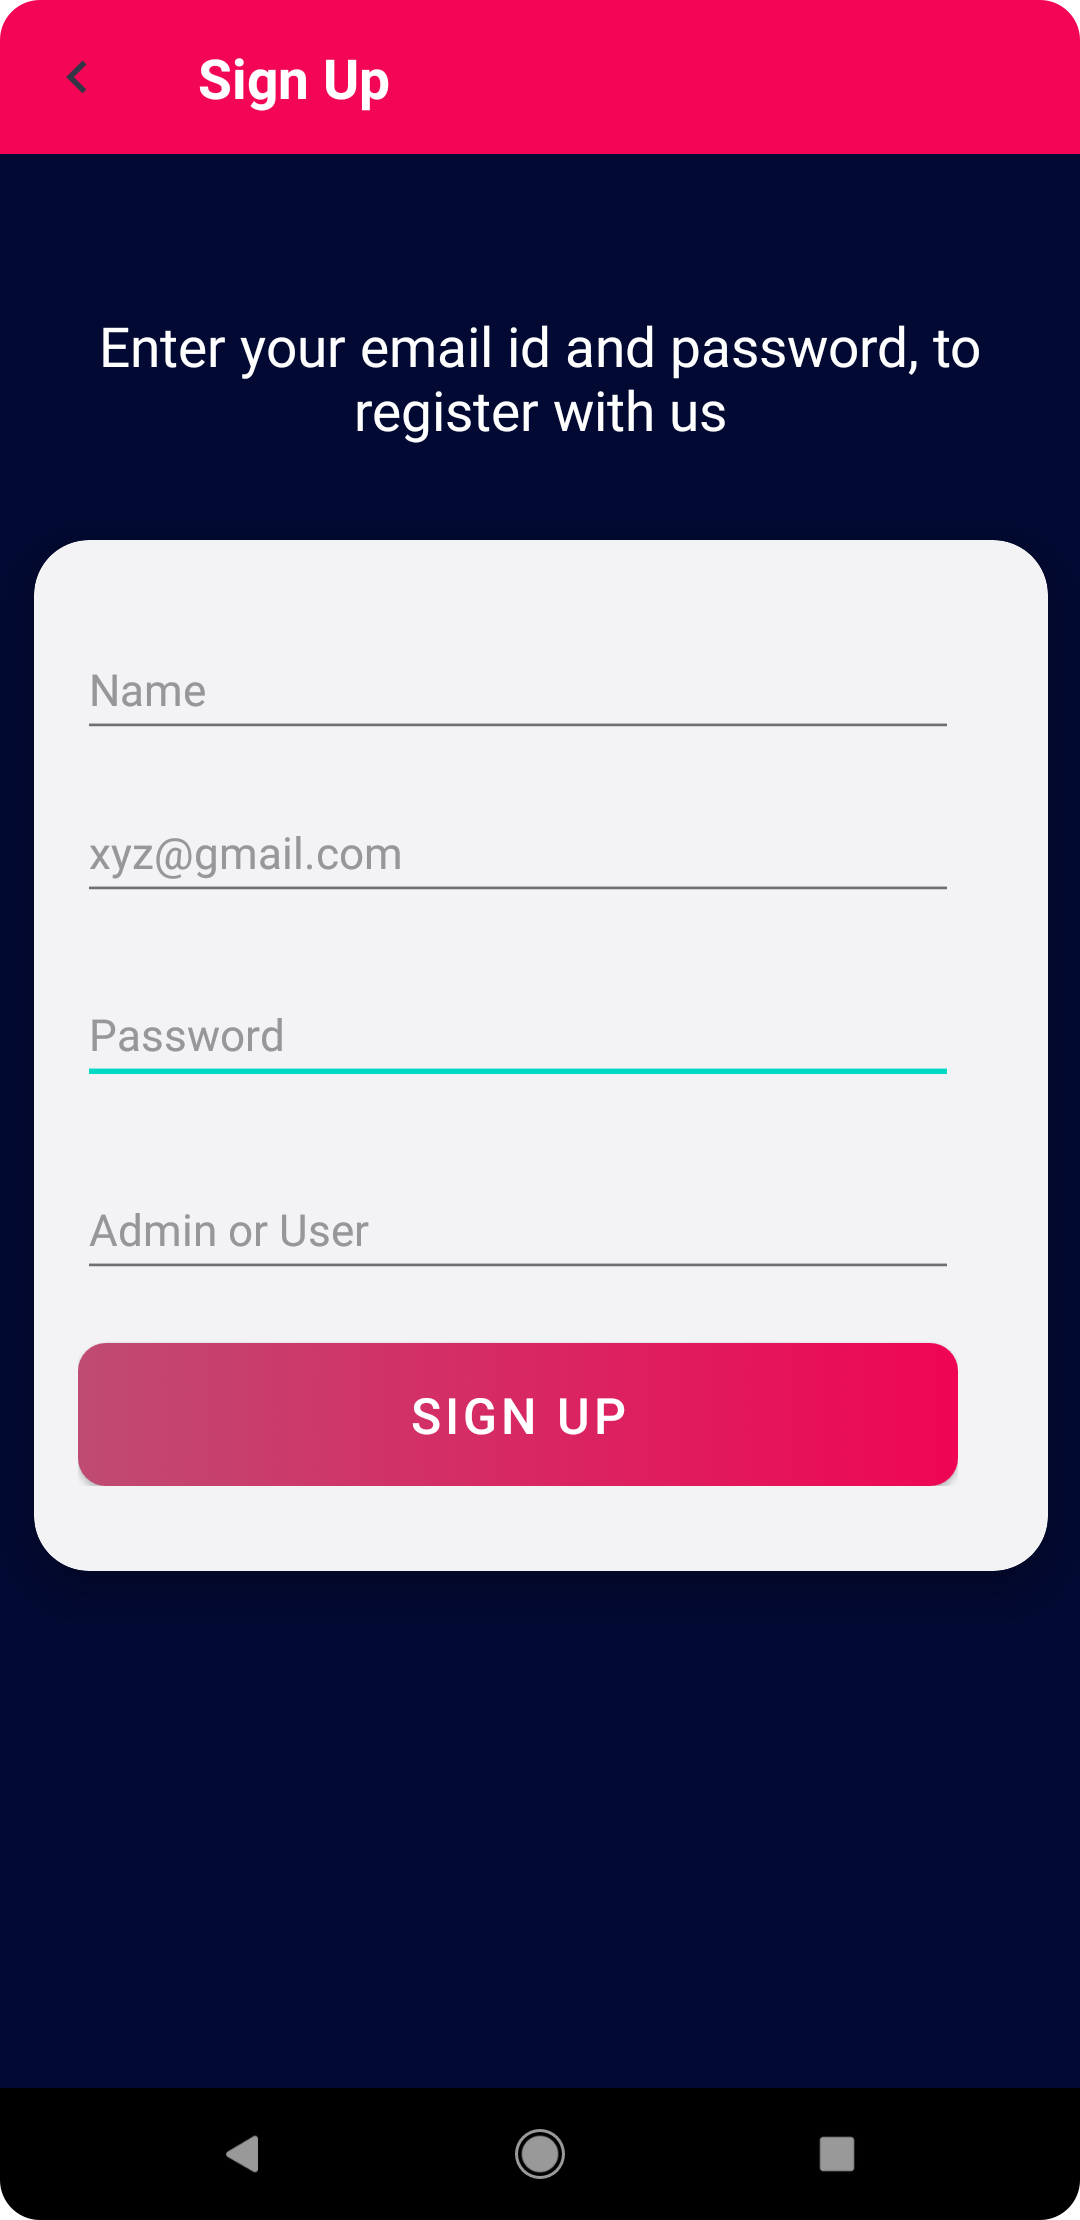 Sign Up
Enter your email id and password, to
register with us
Name
xyz@gmail.com
Password
Admin or User
SIGN UP